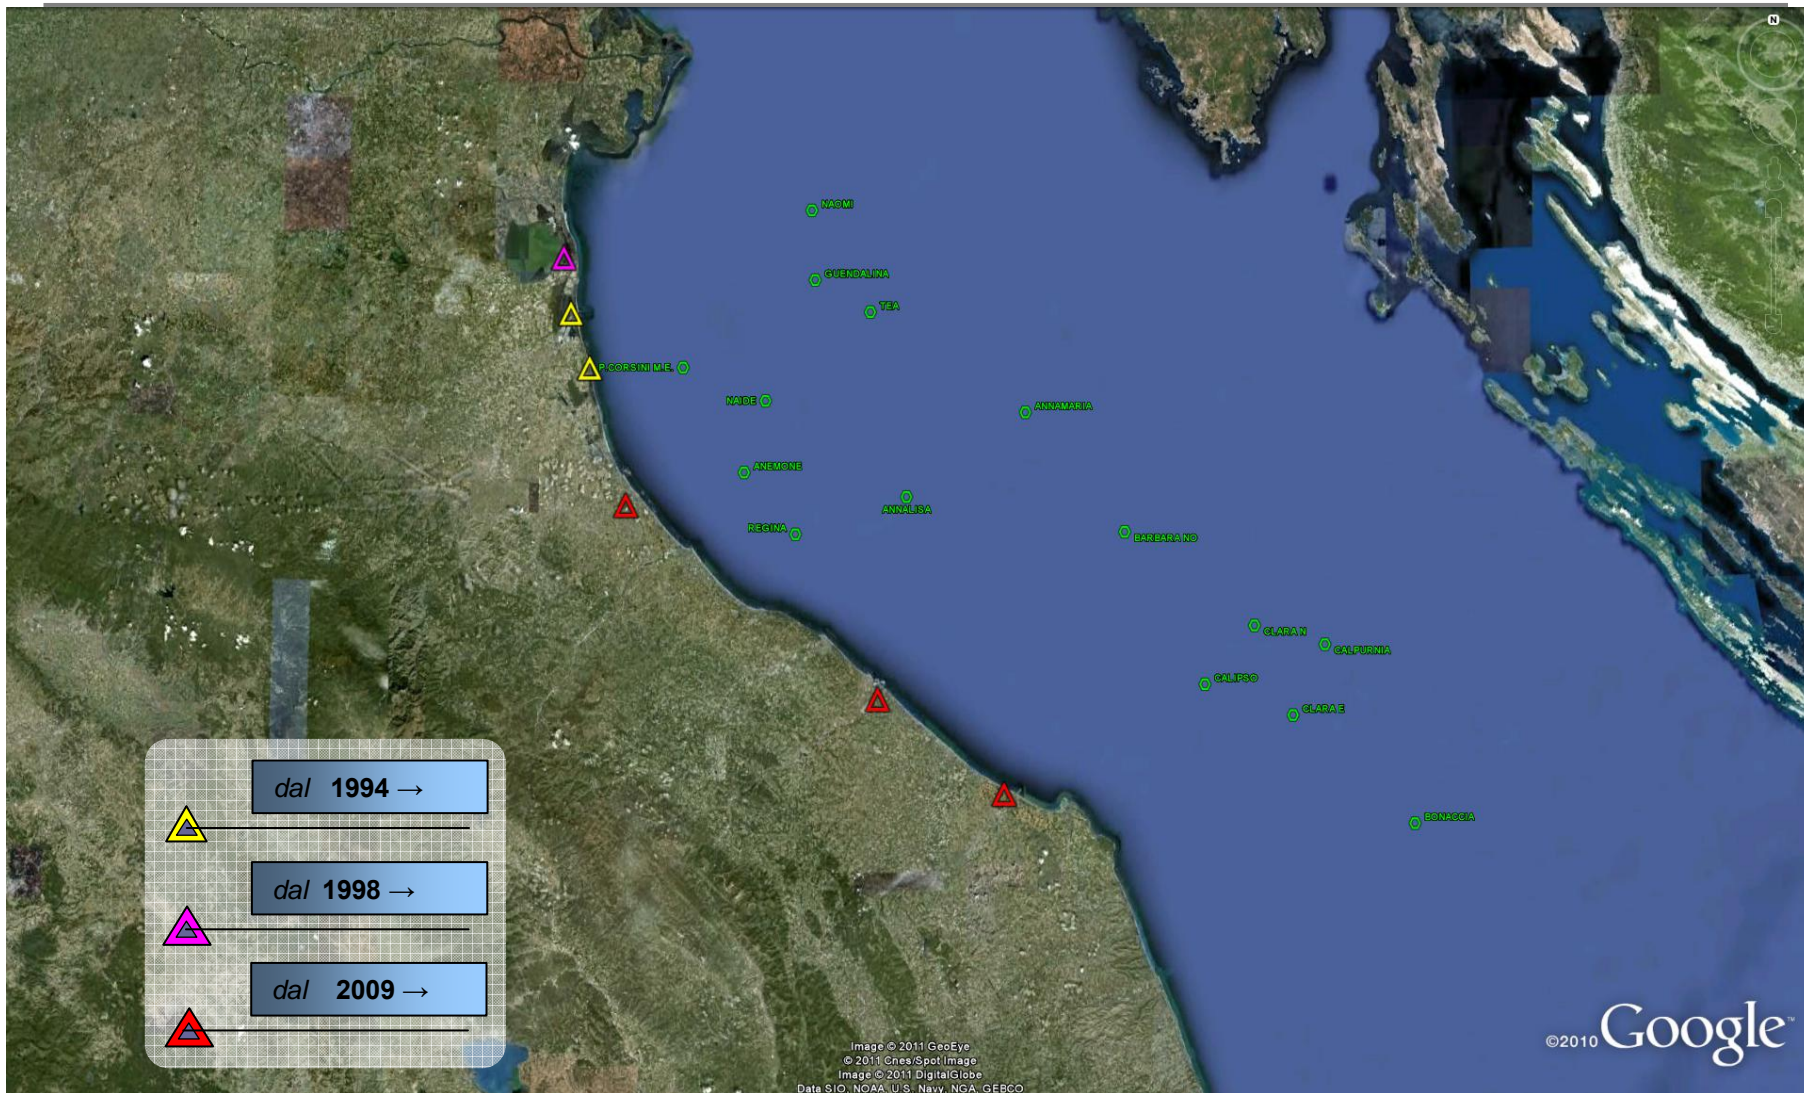 N
NAOMI
GUENDALINA
TEA
P.CORSINI M.E.
NAIDE
ANNAMARIA
ANEMONE
ANNALISA
REGINA
BARBARA NO
CLARA N
CALPURNIA
CALIPSO
CLARA E
BONACCIA
dal 1994 →
dal 1998 →
dal 2009 →
Image © 2011 GeoEye
© 2011 Cnes/Spot Image
Image © 2011 DigitalGlobe
Data SIO, NOAA, U.S. Navy, NGA, GEBCO
©2010 Google™